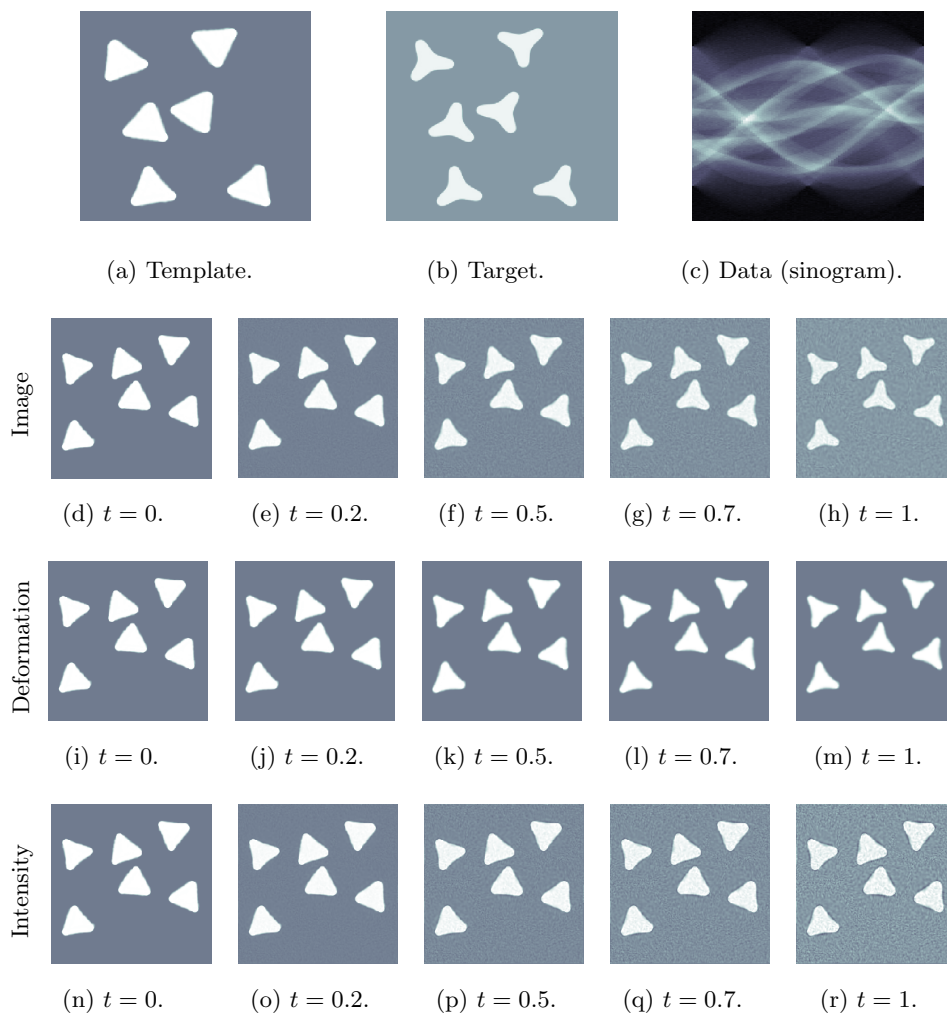 (a) Template.
(b) Target.
(c) Data (sinogram).
Image
(d) t = 0.
(e) t = 0.2.
(f) t = 0.5.
(g) t = 0.7.
(h) t = 1.
Deformation
(i) t = 0.
(j) t = 0.2.
(k) t = 0.5.
(l) t = 0.7.
(m) t = 1.
Intensity
(n) t = 0.
(o) t = 0.2.
(p) t = 0.5.
(q) t = 0.7.
(r) t = 1.